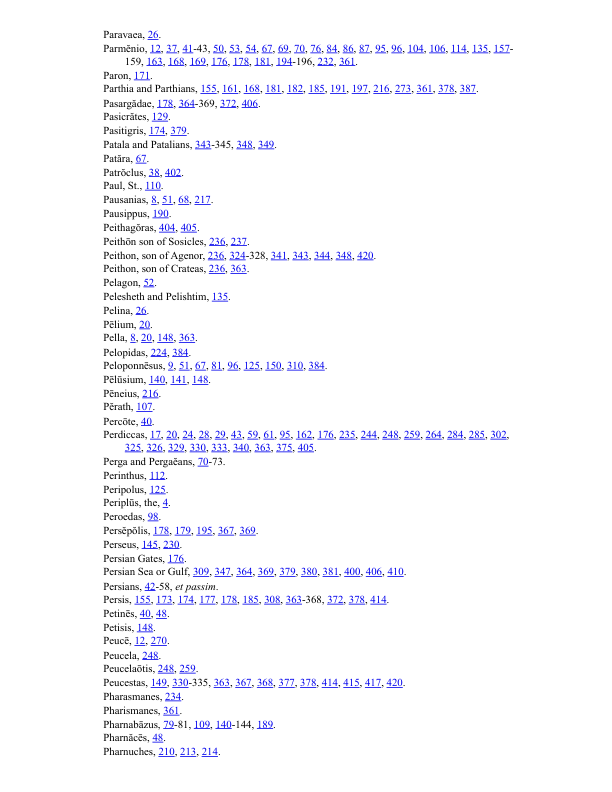 Paravaea, 26.
Parmēnio, 12, 37, 41-43, 50, 53, 54, 67, 69, 70, 76, 84, 86, 87, 95, 96, 104, 106, 114, 135, 157-
159, 163, 168, 169, 176, 178, 181, 194-196, 232, 361.
Paron, 171.
Parthia and Parthians, 155, 161, 168, 181, 182, 185, 191, 197, 216, 273, 361, 378, 387.
Pasargădae, 178, 364-369, 372, 406.
Pasicrătes, 129.
Pasitigris, 174, 379.
Patala and Patalians, 343-345, 348, 349.
Patăra, 67.
Patrŏclus, 38, 402.
Paul, St., 110.
Pausanias, 8, 51, 68, 217.
Pausippus, 190.
Peithagŏras, 404, 405.
Peithōn son of Sosicles, 236, 237.
Peithon, son of Agenor, 236, 324-328, 341, 343, 344, 348, 420.
Peithon, son of Crateas, 236, 363.
Pelagon, 52.
Pelesheth and Pelishtim, 135.
Pelina, 26.
Pēlium, 20.
Pella, 8, 20, 148, 363.
Pelopidas, 224, 384.
Peloponnēsus, 9, 51, 67, 81, 96, 125, 150, 310, 384.
Pēlūsium, 140, 141, 148.
Pēneius, 216.
Pērath, 107.
Percōte, 40.
Perdiccas, 17, 20, 24, 28, 29, 43, 59, 61, 95, 162, 176, 235, 244, 248, 259, 264, 284, 285, 302,
325, 326, 329, 330, 333, 340, 363, 375, 405.
Perga and Pergaēans, 70-73.
Perinthus, 112.
Peripolus, 125.
Periplūs, the, 4.
Peroedas, 98.
Persĕpŏlis, 178, 179, 195, 367, 369.
Perseus, 145, 230.
Persian Gates, 176.
Persian Sea or Gulf, 309, 347, 364, 369, 379, 380, 381, 400, 406, 410.
Persians, 42-58, et passim.
Persis, 155, 173, 174, 177, 178, 185, 308, 363-368, 372, 378, 414.
Petinēs, 40, 48.
Petisis, 148.
Peucē, 12, 270.
Peucela, 248.
Peucelaōtis, 248, 259.
Peucestas, 149, 330-335, 363, 367, 368, 377, 378, 414, 415, 417, 420.
Pharasmanes, 234.
Pharismanes, 361.
Pharnabāzus, 79-81, 109, 140-144, 189.
Pharnăcēs, 48.
Pharnuches, 210, 213, 214.